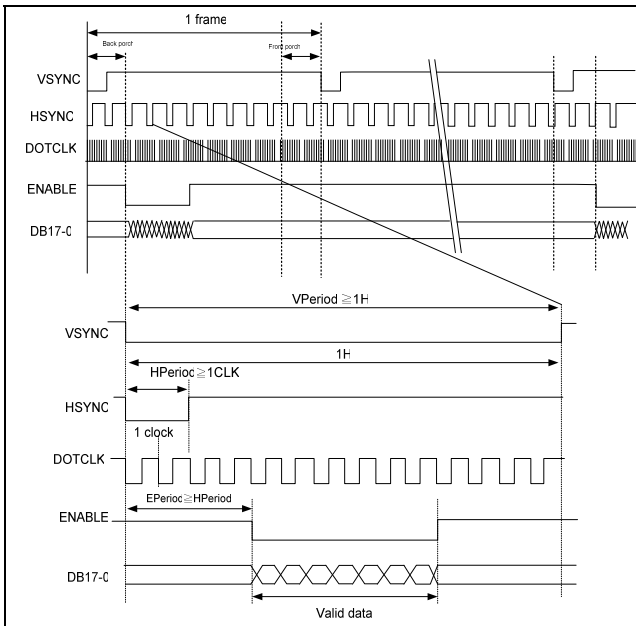 1 frame
Back porch
Front porch
VSYNC
HSYNC
DOTCLK
ENABLE
DB17-0
VPeriod ≧1H
VSYNC
1H
HPeriod≧1CLK
HSYNC
1 clock
DOTCLK
EPeriod≧HPeriod
ENABLE
DB17-0
Valid data